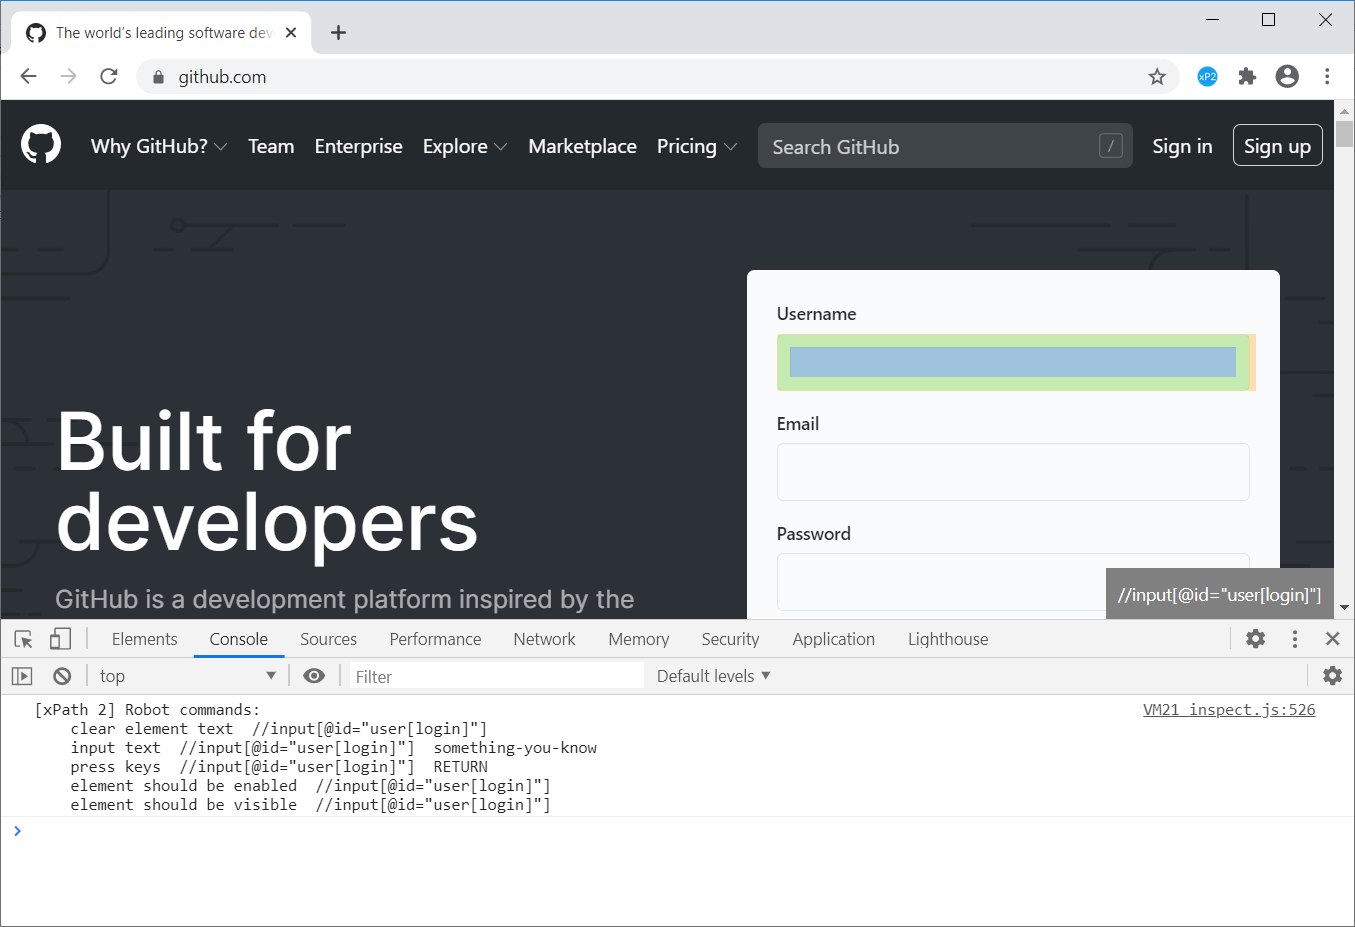 The world's leading software dev
github.com
xP2
Why GitHub? Team Enterprise Explore Marketplace Pricing Search GitHub / Sign in Sign up
Username
Email
Password
Built for
developers
GitHub is a development platform inspired by the
//input[@id="user[login]"]
Elements Console Sources Performance Network Memory Security Application Lighthouse
top Filter Default levels
[xPath 2] Robot commands: VM21 inspect.js:526
clear element text  //input[@id="user[login]"]
input text  //input[@id="user[login]"]  something-you-know
press keys  //input[@id="user[login]"]  RETURN
element should be enabled  //input[@id="user[login]"]
element should be visible  //input[@id="user[login]"]